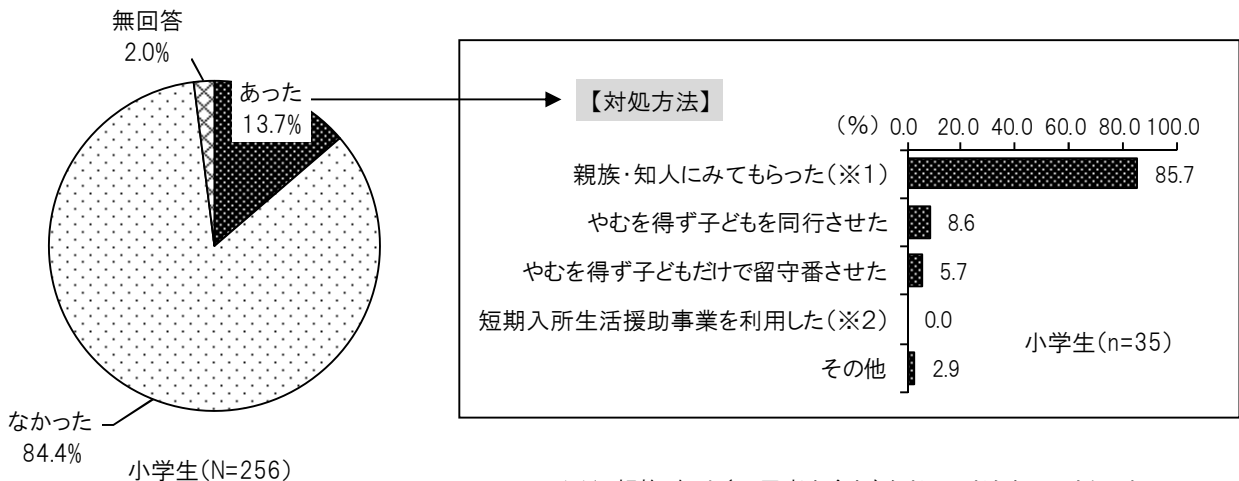 無回答
2.0%
あった
13.7%
なかった
84.4%
小学生(N=256)
【対処方法】
(%) 0.0 20.0 40.0 60.0 80.0 100.0
親族・知人にみてもらった(※1) 85.7
やむを得ず子どもを同行させた 8.6
やむを得ず子どもだけで留守番させた 5.7
短期入所生活援助事業を利用した(※2) 0.0
その他 2.9
小学生(n=35)